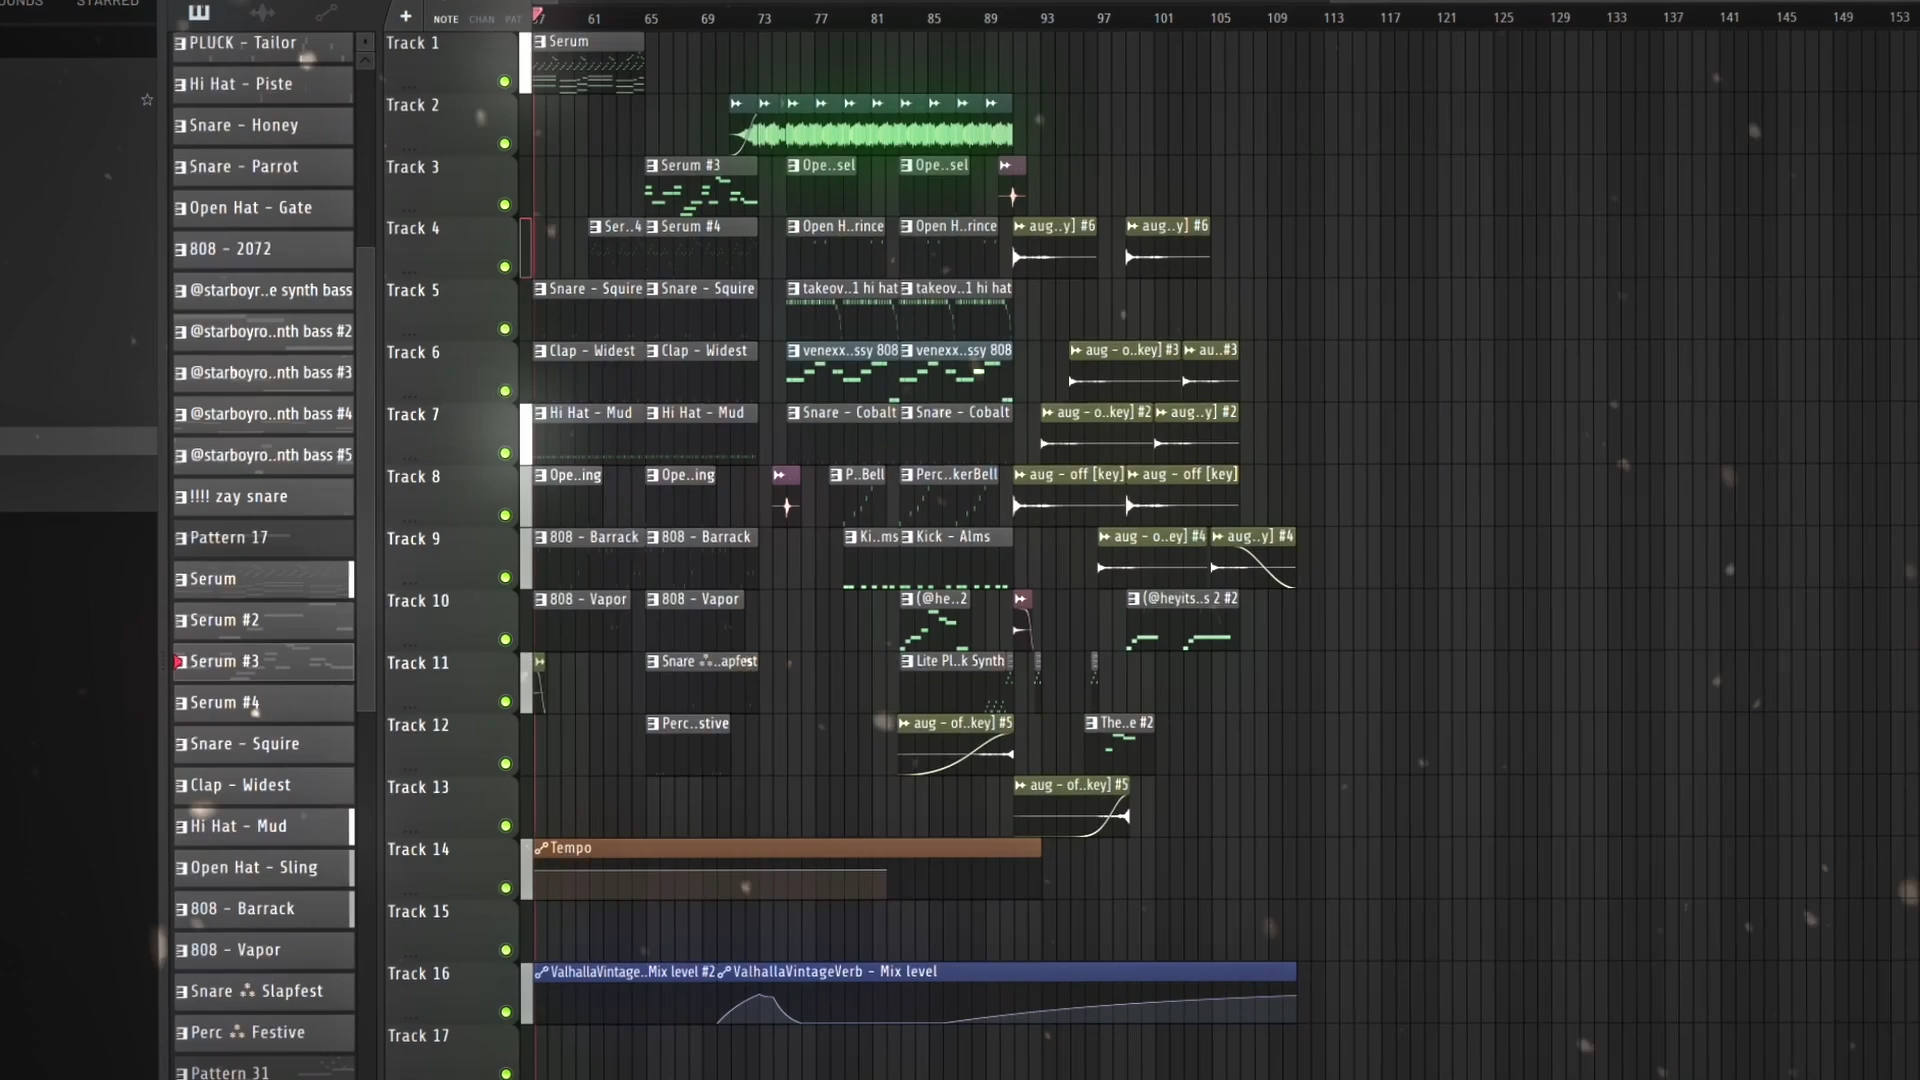 STARRED
NOTE CHAN PAT
57 61 65 69 73 77 81 85 89 93 97 101 105 109 113 117 121 125 129 133 137 141 145 149 153
PLUCK - Tailor
Hi Hat - Piste
Snare - Honey
Snare - Parrot
Open Hat - Gate
808 - 2072
@starboyr..e synth bass
@starboyro..nth bass #2
@starboyro..nth bass #3
@starboyro..nth bass #4
@starboyro..nth bass #5
!!!! zay snare
Pattern 17
Serum
Serum #2
Serum #3
Serum #4
Snare - Squire
Clap - Widest
Hi Hat - Mud
Open Hat - Sling
808 - Barrack
808 - Vapor
Snare ⁂ Slapfest
Perc ⁂ Festive
Pattern 31
Track 1
Serum
Track 2
Track 3
Serum #3
Ope..sel
Ope..sel
Track 4
Ser..4
Serum #4
Open H..rince
Open H..rince
aug..y] #6
aug..y] #6
Track 5
Snare - Squire
Snare - Squire
takeov..1 hi hat
takeov..1 hi hat
Track 6
Clap - Widest
Clap - Widest
venexx..ssy 808
venexx..ssy 808
aug - o..key] #3
au..#3
Track 7
Hi Hat - Mud
Hi Hat - Mud
Snare - Cobalt
Snare - Cobalt
aug - o..key] #2
aug..y] #2
Track 8
Ope..ing
Ope..ing
P..Bell
Perc..kerBell
aug - off [key]
aug - off [key]
Track 9
808 - Barrack
808 - Barrack
Ki..ms
Kick - Alms
aug - o..ey] #4
aug..y] #4
Track 10
808 - Vapor
808 - Vapor
(@he..2
(@heyits..s 2 #2
Track 11
Snare ⁂..apfest
Lite Pl..k Synth
Track 12
Perc..stive
aug - of..key] #5
The..e #2
Track 13
aug - of..key] #5
Track 14
Tempo
Track 15
Track 16
ValhallaVintage..Mix level #2
ValhallaVintageVerb - Mix level
Track 17